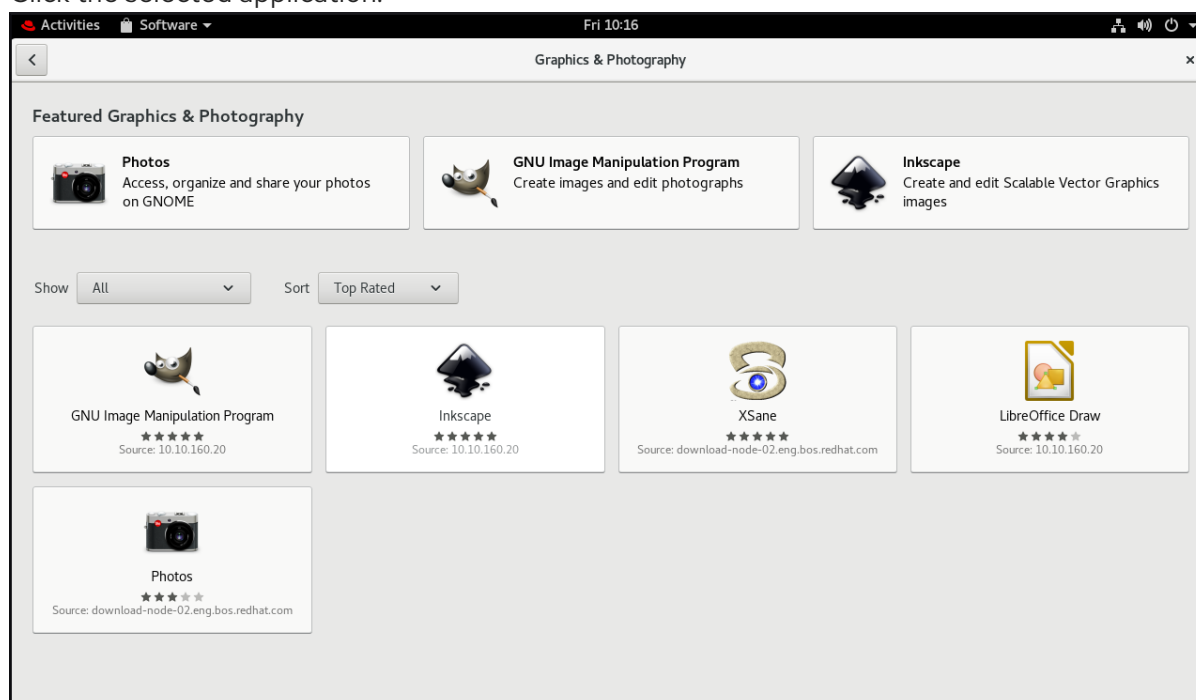 Click the selected application.
Activities Software Fri 10:16
Graphics & Photography
Featured Graphics & Photography
Photos
Access, organize and share your photos
on GNOME
GNU Image Manipulation Program
Create images and edit photographs
Inkscape
Create and edit Scalable Vector Graphics
images
Show All Sort Top Rated
GNU Image Manipulation Program
Source: 10.10.160.20
Inkscape
Source: 10.10.160.20
XSane
Source: download-node-02.eng.bos.redhat.com
LibreOffice Draw
Source: 10.10.160.20
Photos
Source: download-node-02.eng.bos.redhat.com